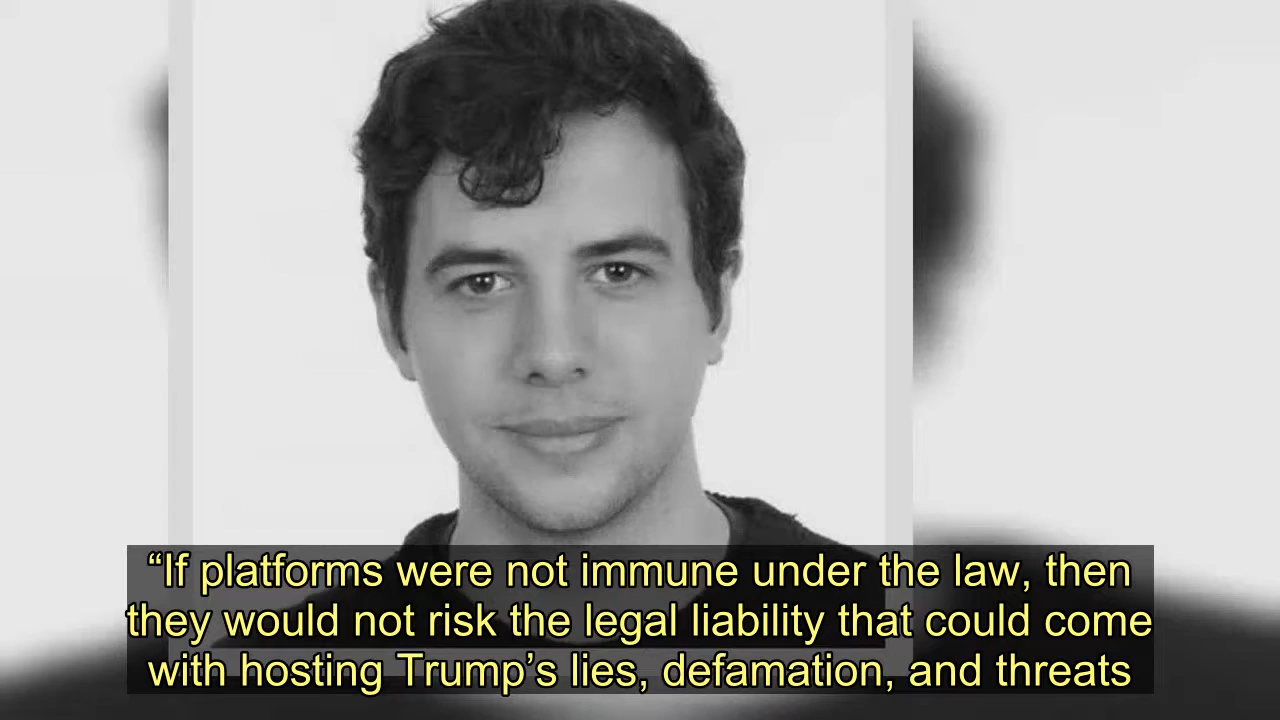 “If platforms were not immune under the law, then
they would not risk the legal liability that could come
with hosting Trump’s lies, defamation, and threats